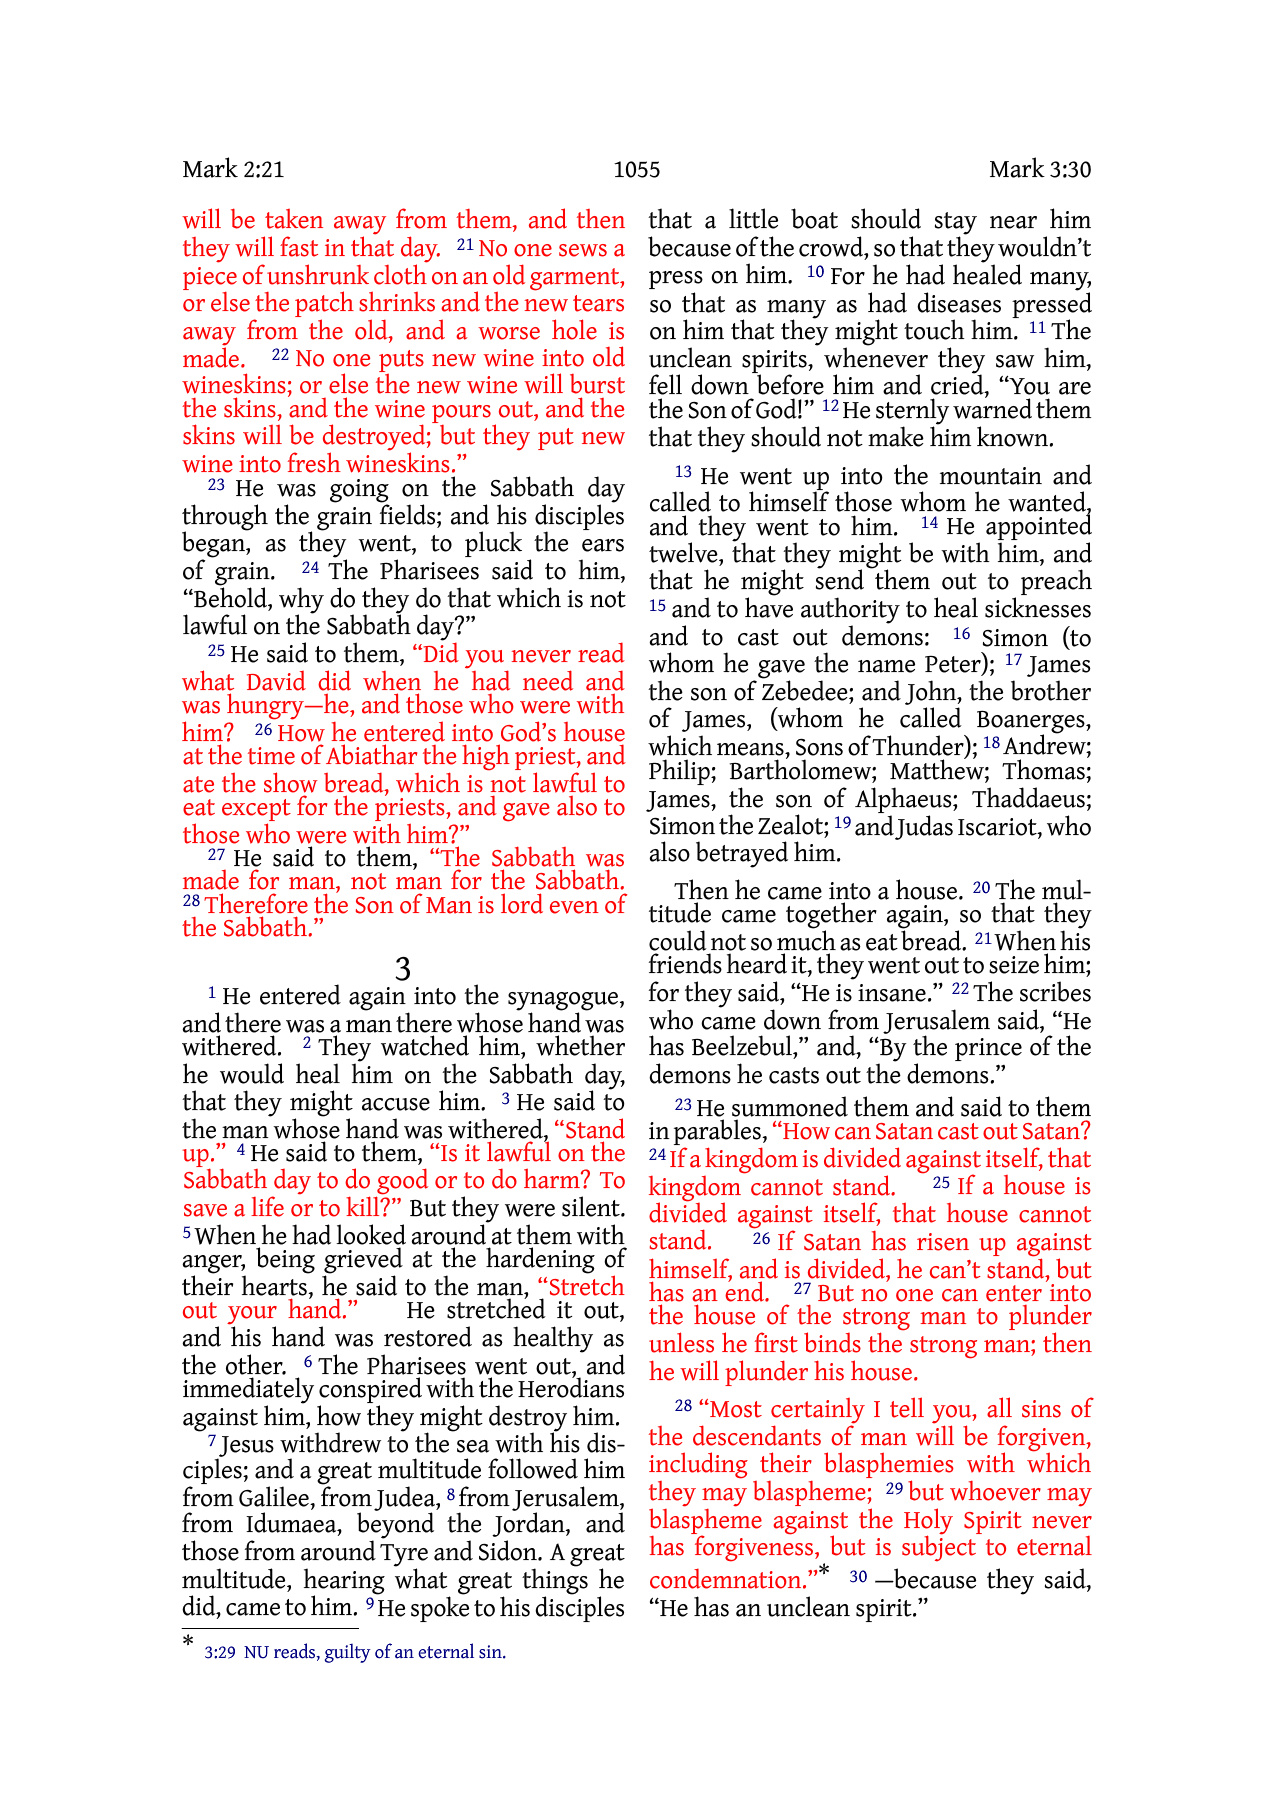 Mark 2:21 1055 Mark 3:30
will be taken away from them, and then
they will fast in that day. 21 No one sews a
piece of unshrunk cloth on an old garment,
or else the patch shrinks and the new tears
away from the old, and a worse hole is
made. 22 No one puts new wine into old
wineskins; or else the new wine will burst
the skins, and the wine pours out, and the
skins will be destroyed; but they put new
wine into fresh wineskins.”
23 He was going on the Sabbath day
through the grain fields; and his disciples
began, as they went, to pluck the ears
of grain. 24 The Pharisees said to him,
“Behold, why do they do that which is not
lawful on the Sabbath day?”
25 He said to them, “Did you never read
what David did when he had need and
was hungry—he, and those who were with
him? 26 How he entered into God’s house
at the time of Abiathar the high priest, and
ate the show bread, which is not lawful to
eat except for the priests, and gave also to
those who were with him?”
27 He said to them, “The Sabbath was
made for man, not man for the Sabbath.
28 Therefore the Son of Man is lord even of
the Sabbath.”
3
1 He entered again into the synagogue,
and there was a man there whose hand was
withered. 2 They watched him, whether
he would heal him on the Sabbath day,
that they might accuse him. 3 He said to
the man whose hand was withered, “Stand
up.” 4 He said to them, “Is it lawful on the
Sabbath day to do good or to do harm? To
save a life or to kill?” But they were silent.
5 When he had looked around at them with
anger, being grieved at the hardening of
their hearts, he said to the man, “Stretch
out your hand.” He stretched it out,
and his hand was restored as healthy as
the other. 6 The Pharisees went out, and
immediately conspired with the Herodians
against him, how they might destroy him.
7 Jesus withdrew to the sea with his dis-
ciples; and a great multitude followed him
from Galilee, from Judea, 8 from Jerusalem,
from Idumaea, beyond the Jordan, and
those from around Tyre and Sidon. A great
multitude, hearing what great things he
did, came to him. 9 He spoke to his disciples
that a little boat should stay near him
because of the crowd, so that they wouldn’t
press on him. 10 For he had healed many,
so that as many as had diseases pressed
on him that they might touch him. 11 The
unclean spirits, whenever they saw him,
fell down before him and cried, “You are
the Son of God!” 12 He sternly warned them
that they should not make him known.
13 He went up into the mountain and
called to himself those whom he wanted,
and they went to him. 14 He appointed
twelve, that they might be with him, and
that he might send them out to preach
15 and to have authority to heal sicknesses
and to cast out demons: 16 Simon (to
whom he gave the name Peter); 17 James
the son of Zebedee; and John, the brother
of James, (whom he called Boanerges,
which means, Sons of Thunder); 18 Andrew;
Philip; Bartholomew; Matthew; Thomas;
James, the son of Alphaeus; Thaddaeus;
Simon the Zealot; 19 and Judas Iscariot, who
also betrayed him.
Then he came into a house. 20 The mul-
titude came together again, so that they
could not so much as eat bread. 21 When his
friends heard it, they went out to seize him;
for they said, “He is insane.” 22 The scribes
who came down from Jerusalem said, “He
has Beelzebul,” and, “By the prince of the
demons he casts out the demons.”
23 He summoned them and said to them
in parables, “How can Satan cast out Satan?
24 If a kingdom is divided against itself, that
kingdom cannot stand. 25 If a house is
divided against itself, that house cannot
stand. 26 If Satan has risen up against
himself, and is divided, he can’t stand, but
has an end. 27 But no one can enter into
the house of the strong man to plunder
unless he first binds the strong man; then
he will plunder his house.
28 “Most certainly I tell you, all sins of
the descendants of man will be forgiven,
including their blasphemies with which
they may blaspheme; 29 but whoever may
blaspheme against the Holy Spirit never
has forgiveness, but is subject to eternal
condemnation.”* 30 —because they said,
“He has an unclean spirit.”
* 3:29 NU reads, guilty of an eternal sin.